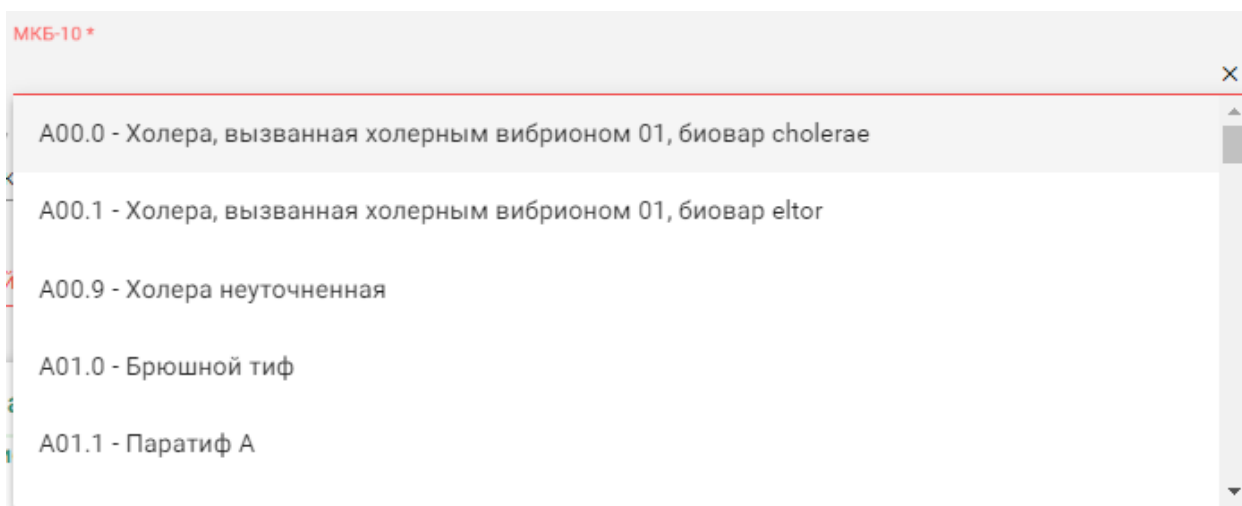 МКБ-10 *
A00.0 - Холера, вызванная холерным вибрионом 01, биовар cholerae
A00.1 - Холера, вызванная холерным вибрионом 01, биовар eltor
A00.9 - Холера неуточненная
A01.0 - Брюшной тиф
A01.1 - Паратиф A